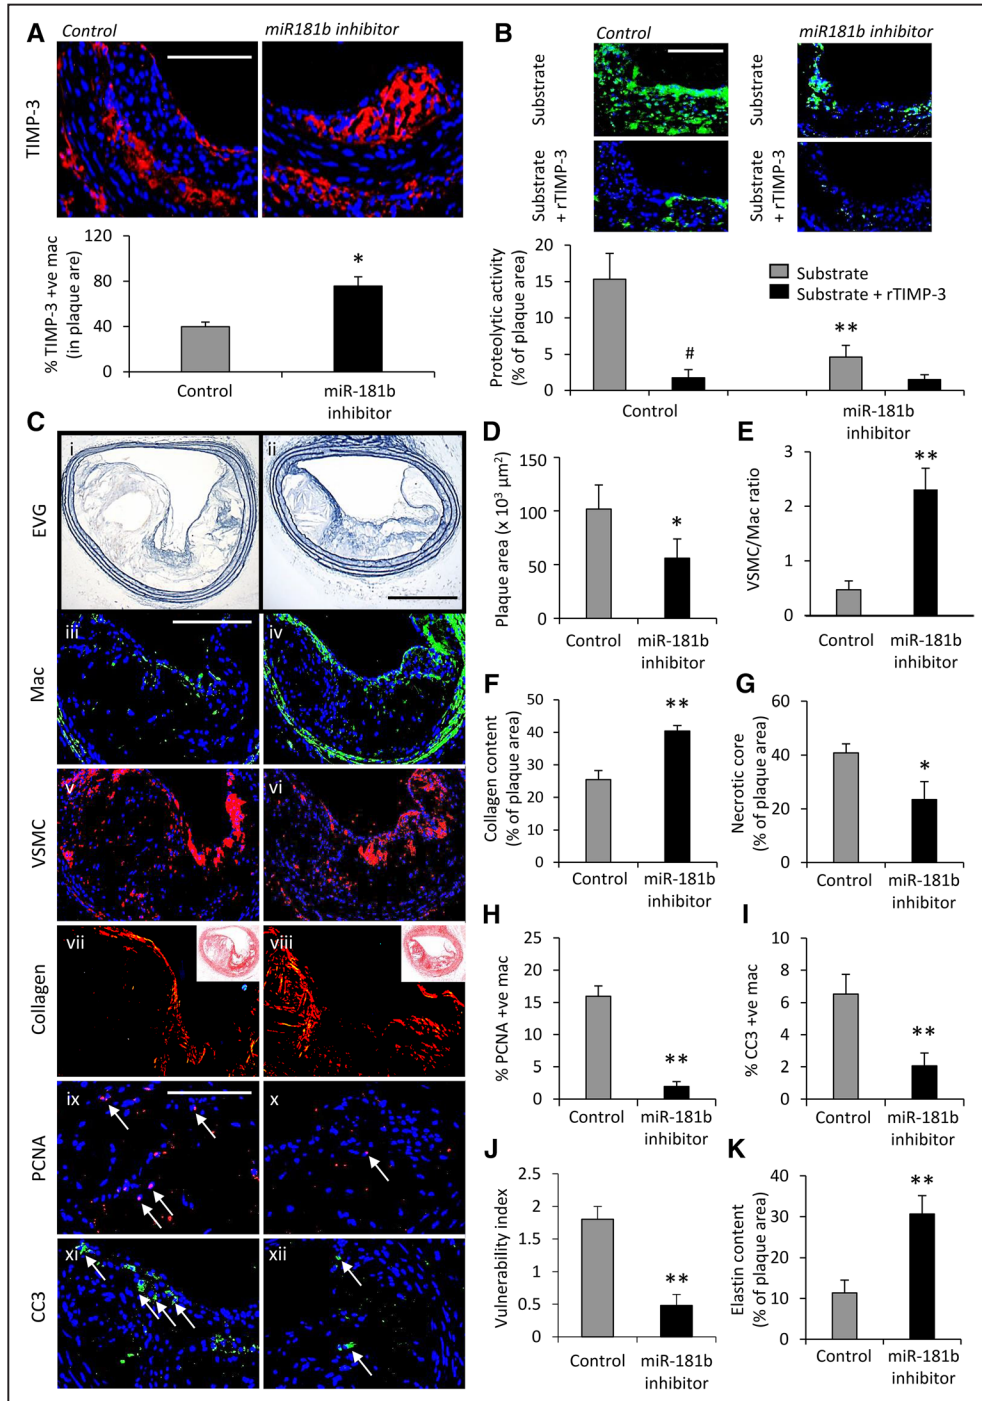 A
Control
miR181b inhibitor
TIMP-3
% TIMP-3 +ve mac
(in plaque are)
120
80
40
0
*
Control
miR-181b
inhibitor
B
Control
miR181b inhibitor
Substrate
Substrate
Substrate
+ rTIMP-3
Substrate
+ rTIMP-3
Proteolytic activity
(% of plaque area)
20
15
10
5
0
Substrate
Substrate + rTIMP-3
#
**
Control
miR-181b
inhibitor
C
EVG
i
ii
Mac
iii
iv
VSMC
v
vi
Collagen
vii
viii
PCNA
ix
x
CC3
xi
xii
D
Plaque area (x 10³ µm²)
150
100
50
0
*
Control
miR-181b
inhibitor
E
VSMC/Mac ratio
3
2
1
0
**
Control
miR-181b
inhibitor
F
Collagen content
(% of plaque area)
50
40
30
20
10
0
**
Control
miR-181b
inhibitor
G
Necrotic core
(% of plaque area)
60
40
20
0
*
Control
miR-181b
inhibitor
H
% PCNA +ve mac
25
20
15
10
5
0
**
Control
miR-181b
inhibitor
I
% CC3 +ve mac
10
8
6
4
2
0
**
Control
miR-181b
inhibitor
J
Vulnerability index
2.5
2
1.5
1
0.5
0
**
Control
miR-181b
inhibitor
K
Elastin content
(% of plaque area)
40
30
20
10
0
**
Control
miR-181b
inhibitor